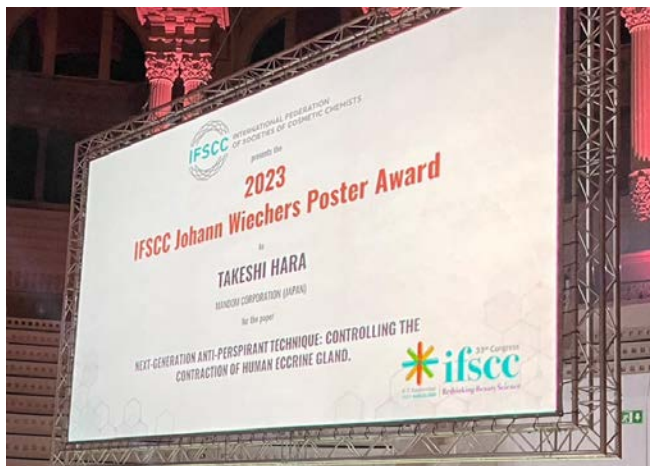 IFSCC
INTERNATIONAL FEDERATION
OF SOCIETIES OF COSMETIC CHEMISTS
presents the
2023
IFSCC Johann Wiechers Poster Award
to
TAKESHI HARA
MANDOM CORPORATION (JAPAN)
for the paper
NEXT-GENERATION ANTI-PERSPIRANT TECHNIQUE: CONTROLLING THE
CONTRACTION OF HUMAN ECCRINE GLAND.
33rd Congress
ifscc
Rethinking Beauty Science